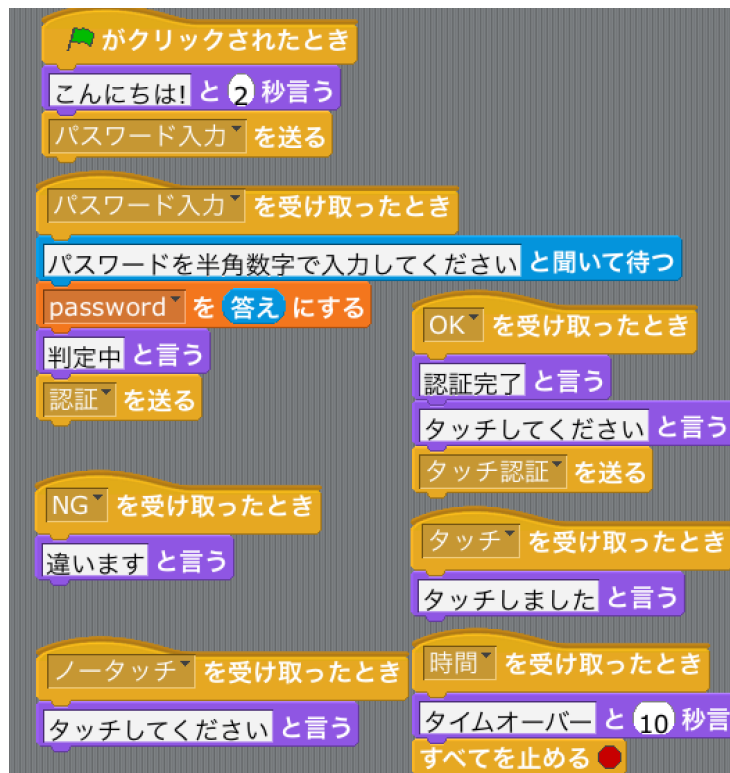 がクリックされたとき
こんにちは! と 2 秒言う
パスワード入力 を送る
パスワード入力 を受け取ったとき
パスワードを半角数字で入力してください と聞いて待つ
password を 答え にする
判定中 と言う
認証 を送る
OK を受け取ったとき
認証完了 と言う
タッチしてください と言う
タッチ認証 を送る
NG を受け取ったとき
違います と言う
タッチ を受け取ったとき
タッチしました と言う
ノータッチ を受け取ったとき
タッチしてください と言う
時間 を受け取ったとき
タイムオーバー と 10 秒言
すべてを止める